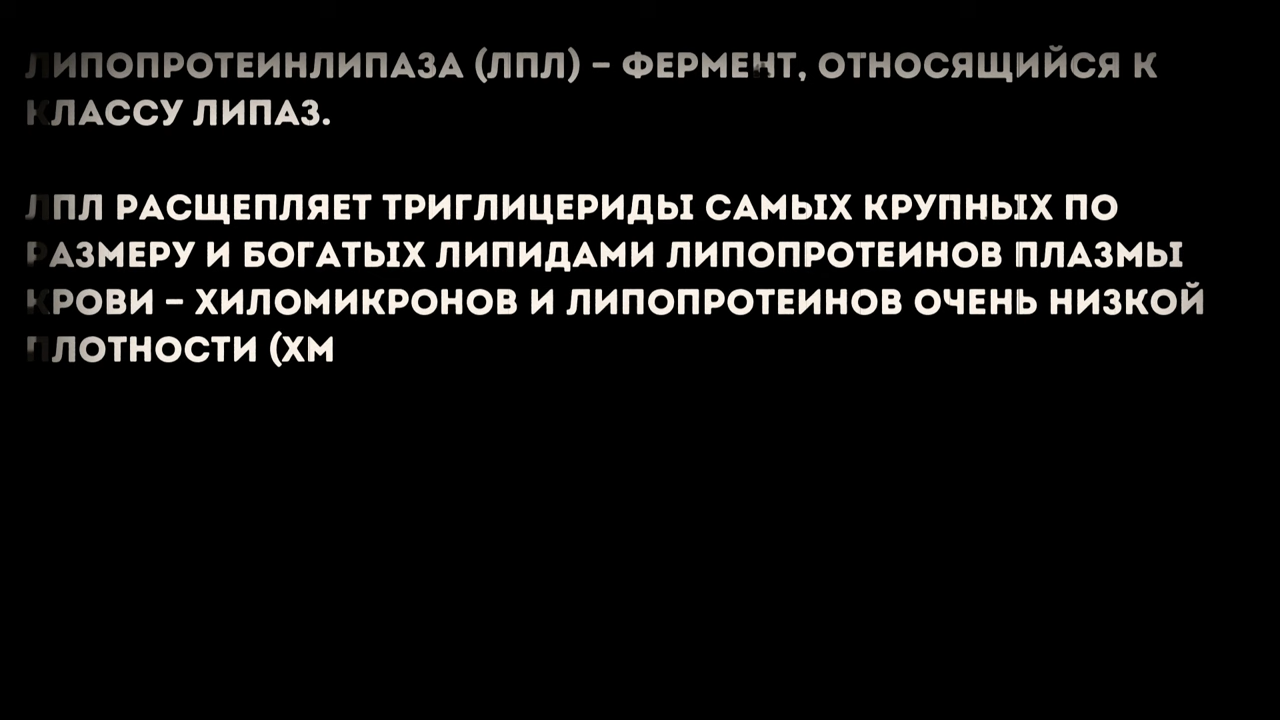 ЛИПОПРОТЕИНЛИПАЗА (ЛПЛ) – ФЕРМЕНТ, ОТНОСЯЩИЙСЯ К
КЛАССУ ЛИПАЗ.
ЛПЛ РАСЩЕПЛЯЕТ ТРИГЛИЦЕРИДЫ САМЫХ КРУПНЫХ ПО
РАЗМЕРУ И БОГАТЫХ ЛИПИДАМИ ЛИПОПРОТЕИНОВ ПЛАЗМЫ
КРОВИ – ХИЛОМИКРОНОВ И ЛИПОПРОТЕИНОВ ОЧЕНЬ НИЗКОЙ
ПЛОТНОСТИ (ХМ